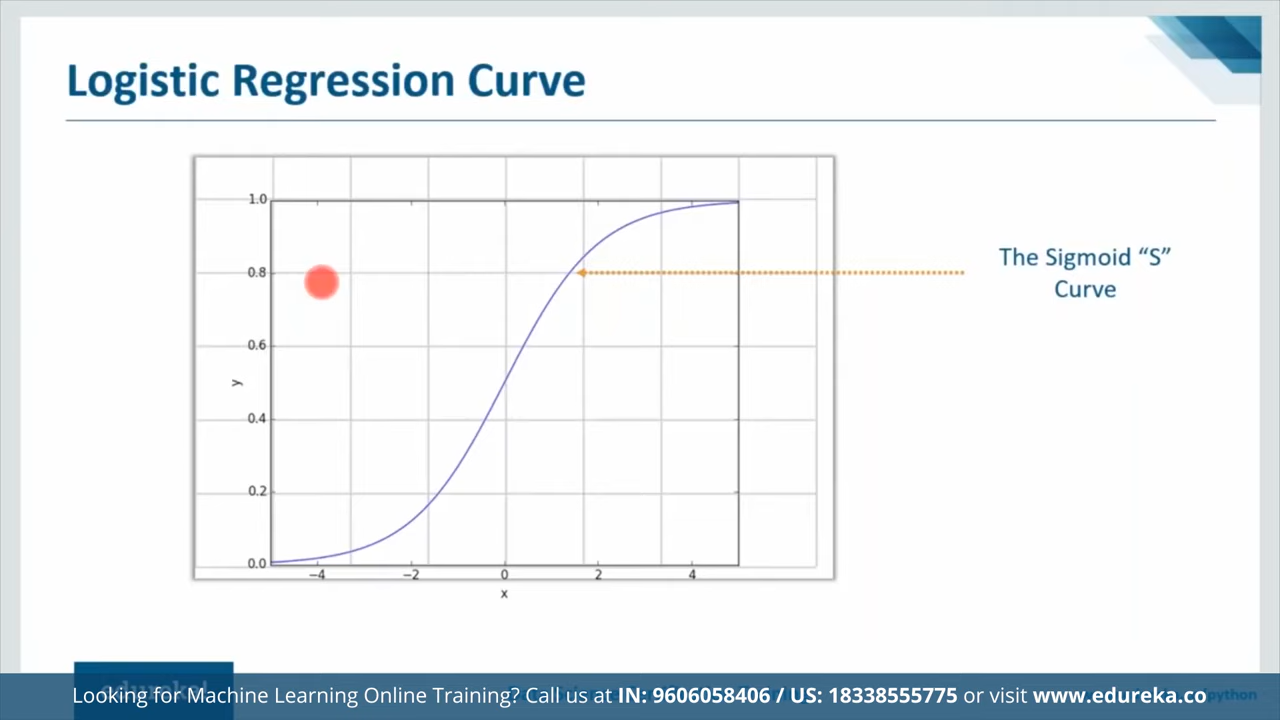 Logistic Regression Curve
1.0
0.8
0.6
0.4
0.2
0.0
y
−4 −2 0 2 4
x
The Sigmoid “S”
Curve
Looking for Machine Learning Online Training? Call us at IN: 9606058406 / US: 18338555775 or visit www.edureka.co
python